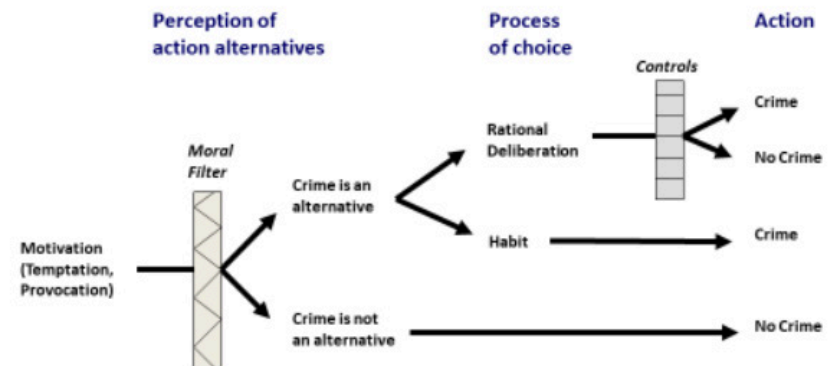 Perception of
action alternatives
Process
of choice
Action
Controls
Crime
Rational
Deliberation
No Crime
Moral
Filter
Crime is an
alternative
Habit
Crime
Motivation
(Temptation,
Provocation)
Crime is not
an alternative
No Crime